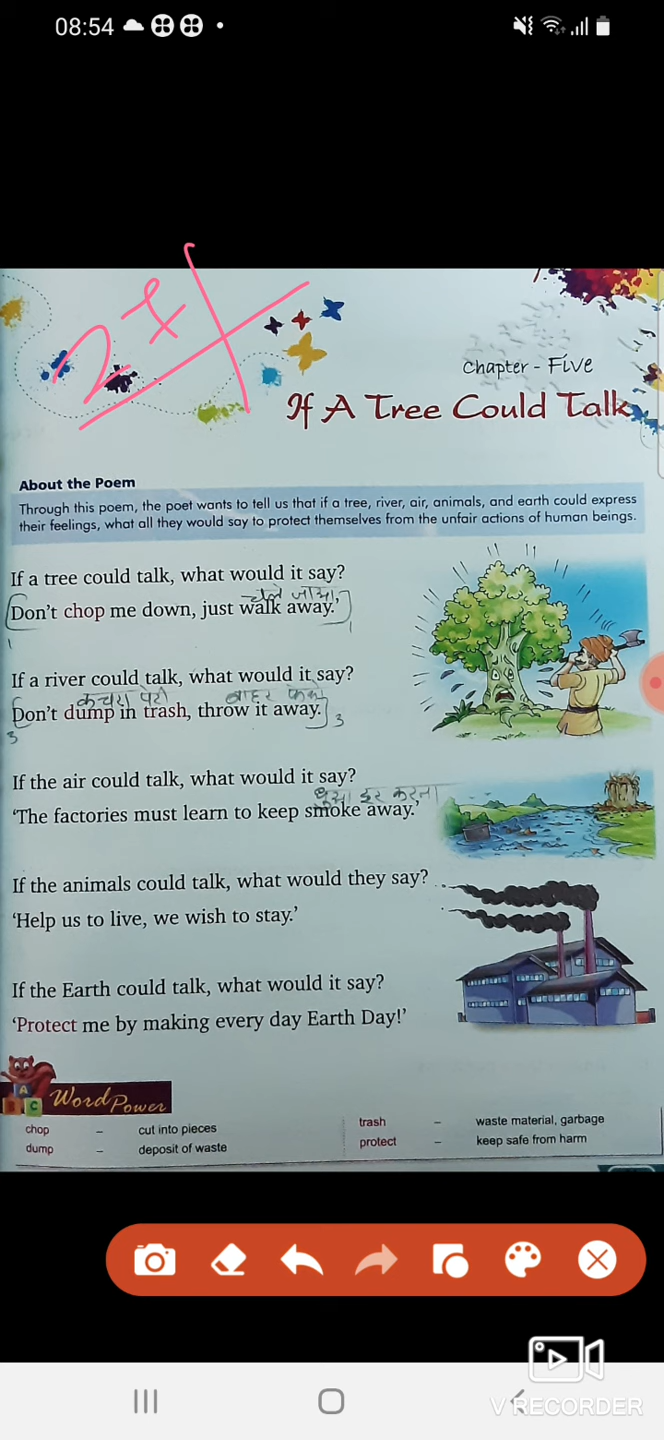 08:54
27
Chapter - Five
If A Tree Could Talk
About the Poem
Through this poem, the poet wants to tell us that if a tree, river, air, animals, and earth could express
their feelings, what all they would say to protect themselves from the unfair actions of human beings.
If a tree could talk, what would it say?
चले जाओ
Don't chop me down, just walk away.'
1 1
If a river could talk, what would it say?
कचरा पेटी बाहर फेंको
Don't dump in trash, throw it away.
3 3
If the air could talk, what would it say?
धुआ दूर करना
'The factories must learn to keep smoke away.'
If the animals could talk, what would they say?
'Help us to live, we wish to stay.'
If the Earth could talk, what would it say?
'Protect me by making every day Earth Day!'
A
B C
Word Power
chop – cut into pieces trash – waste material, garbage
dump – deposit of waste protect – keep safe from harm
V RECORDER